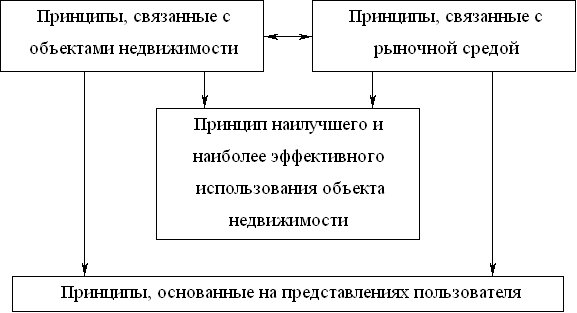 Принципы, связанные с
объектами недвижимости
Принципы, связанные с
рыночной средой
Принцип наилучшего и
наиболее эффективного
использования объекта
недвижимости
Принципы, основанные на представлениях пользователя